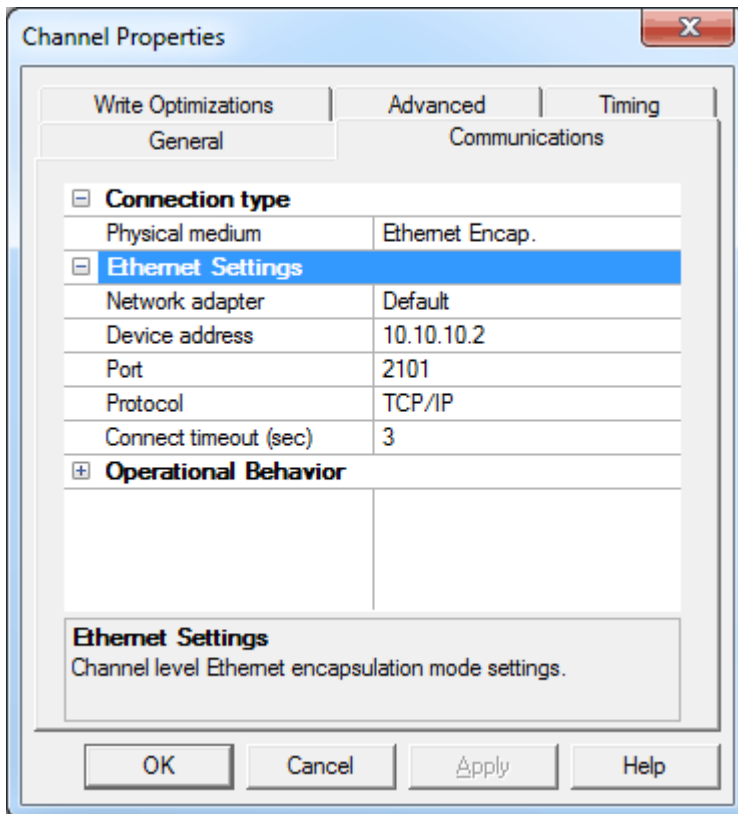 Channel Properties
Write Optimizations Advanced Timing
General Communications
Connection type
Physical medium Ethernet Encap.
Ethernet Settings
Network adapter Default
Device address 10.10.10.2
Port 2101
Protocol TCP/IP
Connect timeout (sec) 3
Operational Behavior
Ethernet Settings
Channel level Ethernet encapsulation mode settings.
OK Cancel Apply Help